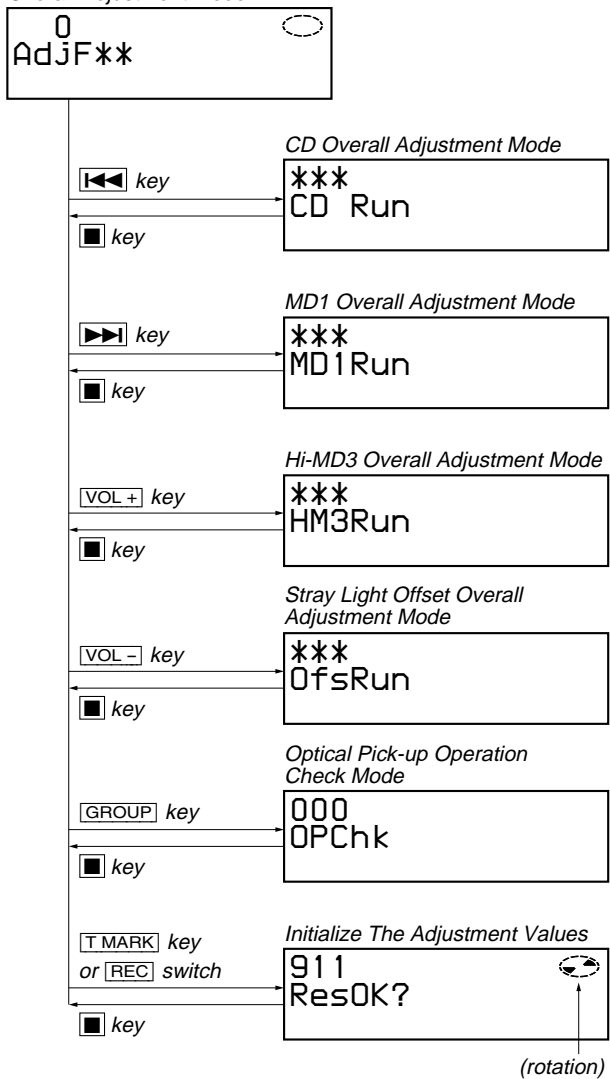 0
AdjF**
CD Overall Adjustment Mode
key
***
CD Run
key
MD1 Overall Adjustment Mode
key
***
MD1Run
key
Hi-MD3 Overall Adjustment Mode
VOL + key
***
HM3Run
key
Stray Light Offset Overall
Adjustment Mode
VOL – key
***
OfsRun
key
Optical Pick-up Operation
Check Mode
GROUP key
000
OPChk
key
Initialize The Adjustment Values
T MARK key
or REC switch
911
ResOK?
key
(rotation)